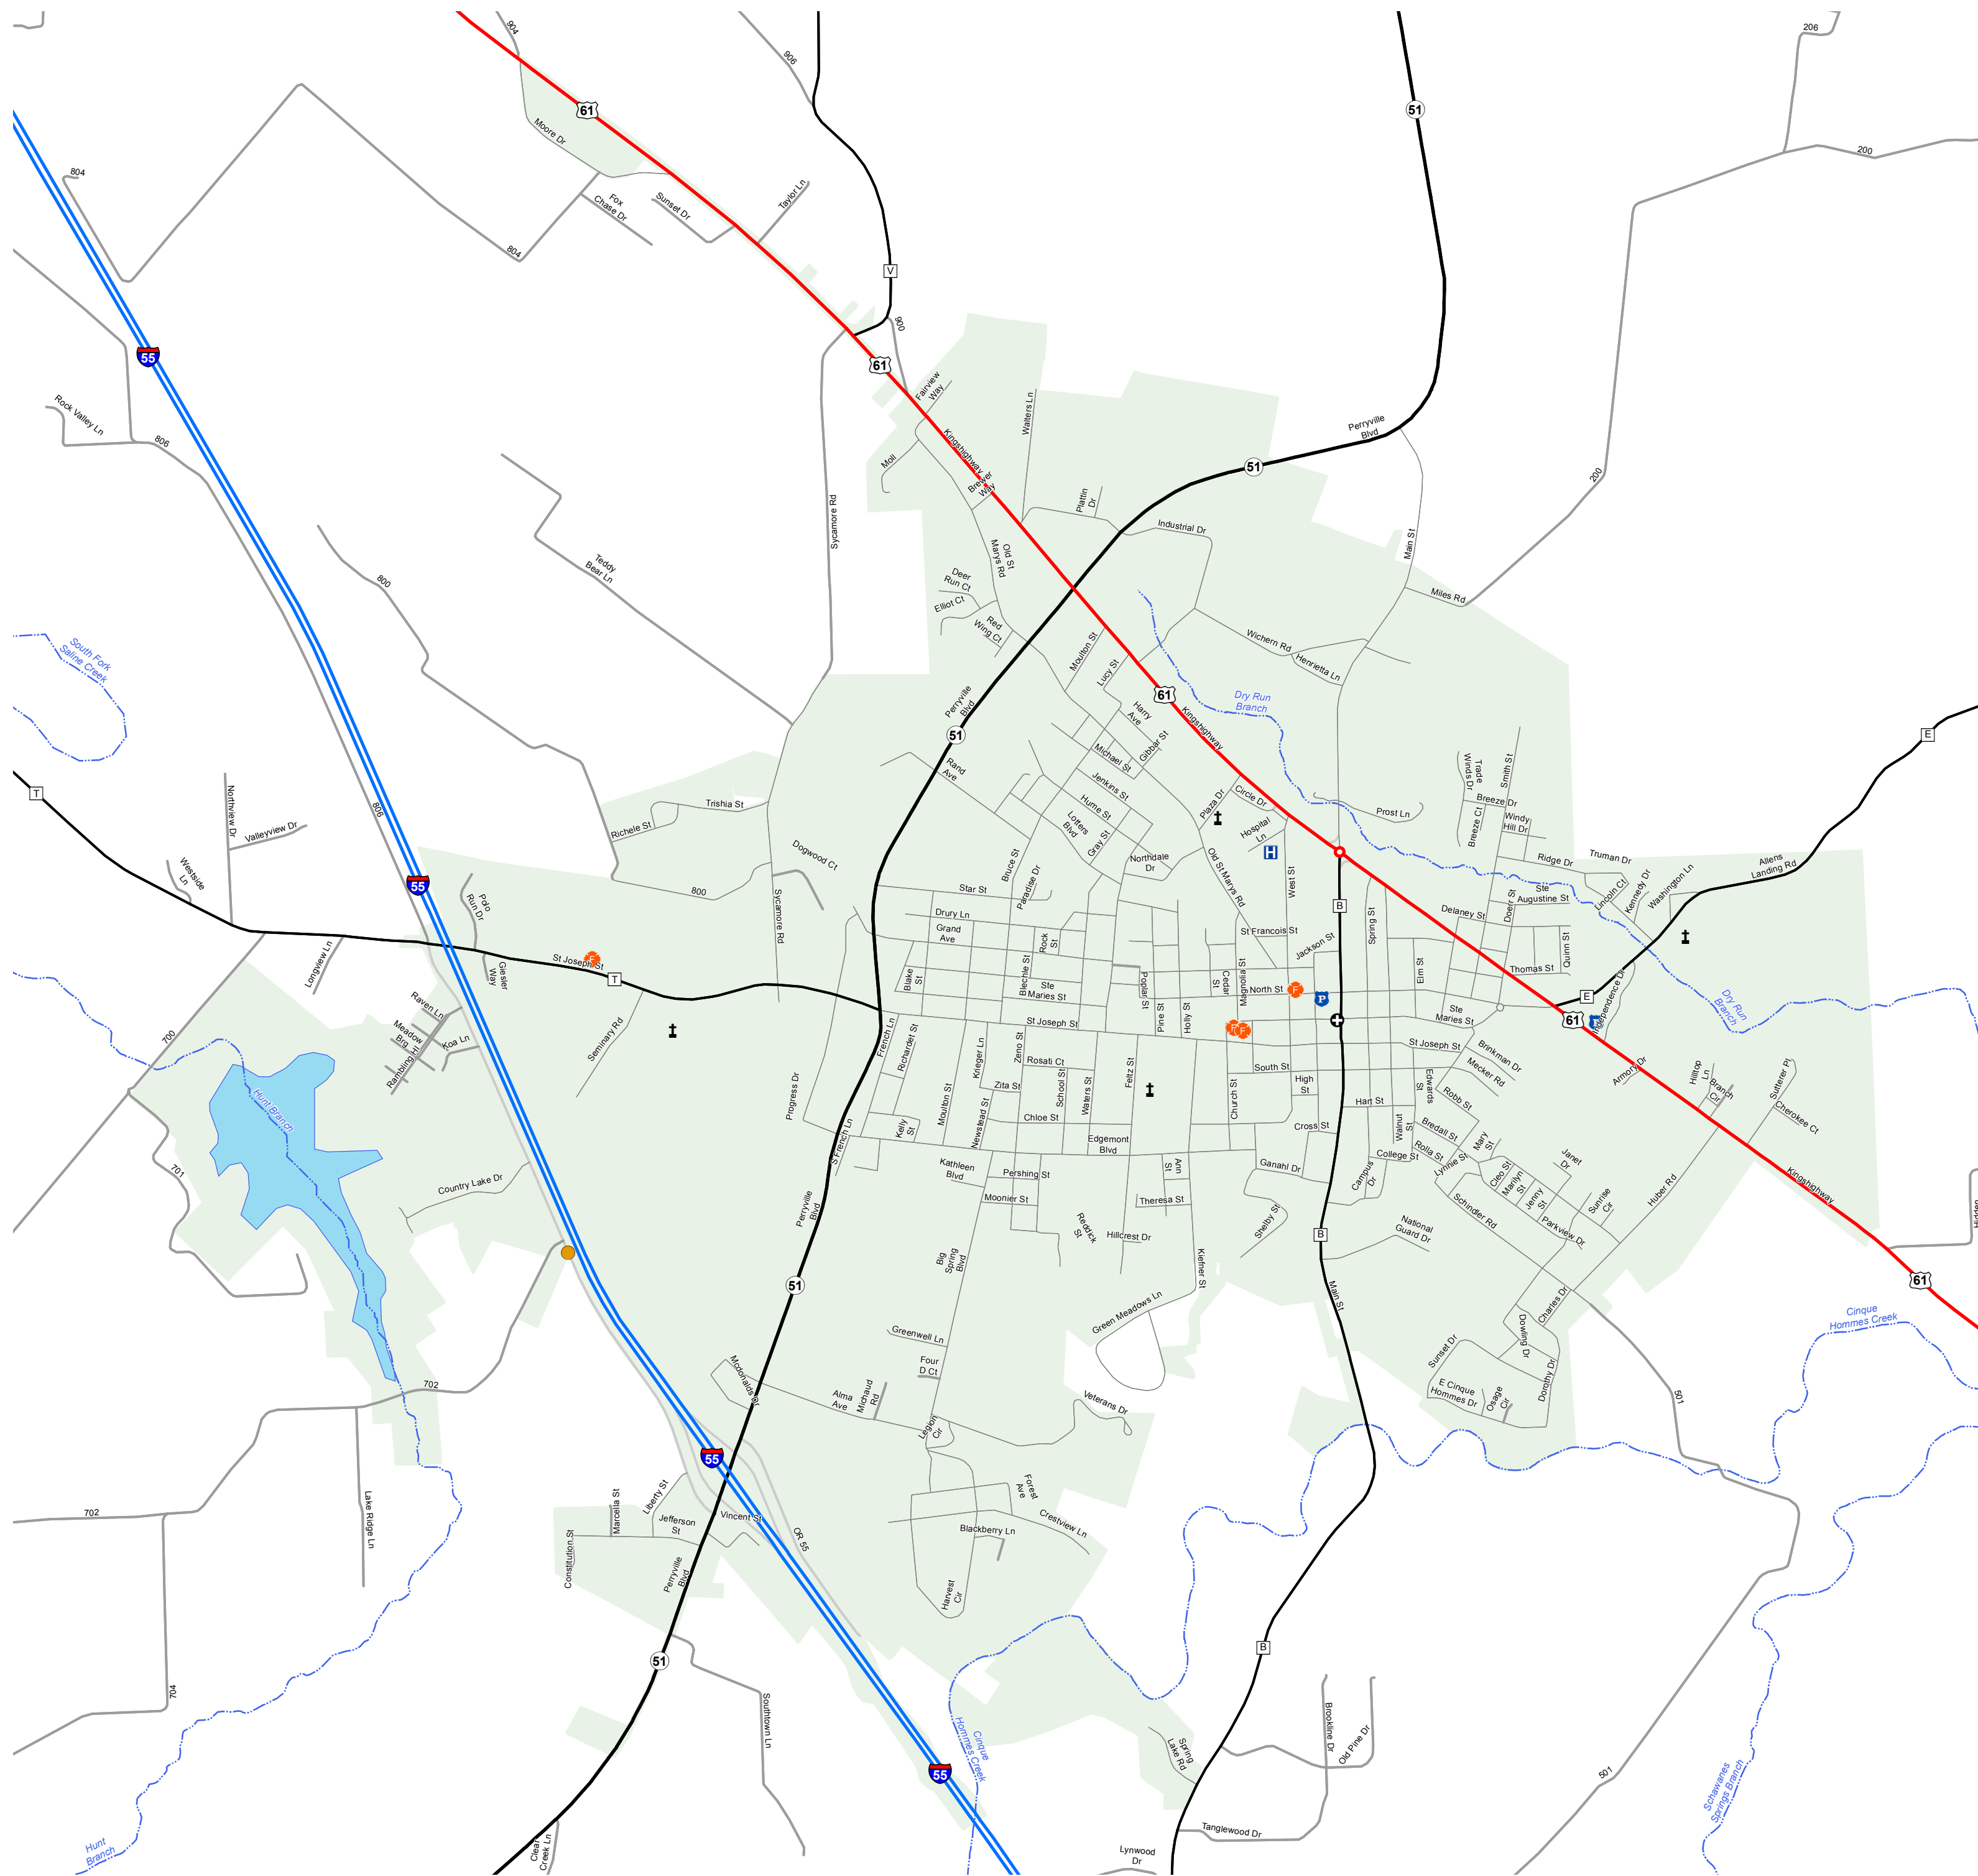 904
906
206
51
61
Moore Dr
200
804
Fox
Chase Dr
Sunset Dr
Taylor Ln
804
V
900
55
61
Fairview
Way
Walters Ln
Rock Valley Ln
806
Perryville
Blvd
51
Moll
Kingshighway
Brewer
Way
200
Plattin
Dr
Industrial Dr
Sycamore Rd
Main St
Old St
Marys Rd
Teddy
Bear Ln
800
Deer
Run Ct
Elliot Ct
Miles Rd
Red
Wing Ct
South Fork
Saline Creek
Moulton St
Wichern Rd
Henrietta Ln
Lucy St
61
Dry Run
Branch
Perryville
Blvd
Harry
Ave
Kingshighway
51
E
Michael St
Gibbar St
Rand
Ave
Jenkins St
Trade
Winds Dr
Smith St
T
Northview Dr
806
Trishia St
Richele St
Hume St
Loffers
Blvd
Gray St
Plaza Dr
Circle Dr
Prost Ln
Breeze Dr
Breeze Ct
Windy
Hill Dr
Valleyview Dr
Hospital
Ln
H
Westside
Ln
Dogwood Ct
Bruce St
Northdale
Dr
Ridge Dr
Truman Dr
Allens
Landing Rd
55
800
Star St
Paradise Dr
Old St Marys Rd
West St
Lincoln Ct
Kennedy Dr
Washington Ln
Polo
Run Dr
Sycamore Rd
Drury Ln
B
Spring St
Delaney St
Doerr St
Ste
Augustine St
Grand
Ave
Rock
St
St Francois St
Jackson St
Quinn St
Longview Ln
St Joseph St
F
T
Giesler
Way
Blake
St
Blechle St
Ste
Maries St
Poplar St
Cedar
St
Magnolia St
North St
F
P
Elm St
Thomas St
E
Independence Dr
Dry Run
Branch
Raven Ln
Meadow
Brg
Rambling Hl
Koa Ln
700
Seminary Rd
French Ln
Richardet St
St Joseph St
Pine St
Holly St
F
F
Ste
Maries St
61
Krieger Ln
Zeno St
Rosati Ct
St Joseph St
Brinkman Dr
Mecker Rd
Armory Dr
Hilltop
Ln
Branch
Cir
Sutterer Pl
Cherokee Ct
Hunt Branch
Progress Dr
Moulton St
Zita St
School St
Waters St
Feltz St
South St
High
St
Church St
Edwards
St
Robb St
Hart St
Newstead St
Chloe St
Kelly
St
S French Ln
Edgemont
Blvd
Cross St
Walnut
St
Bredall St
Rolla St
Mary
St
701
Country Lake Dr
Kathleen
Blvd
Pershing St
Ann
St
Ganahl Dr
Campus
Dr
College St
Lynnie St
Cleo St
Marilyn
St
Jenny
St
Janet
Dr
Sunrise
Cir
Huber Rd
Kingshighway
Hidden
Perryville
Blvd
Moonier St
Theresa St
Reddick
St
Hillcrest Dr
Shelby St
National
Guard Dr
Schindler Rd
Parkview Dr
B
Big
Spring
Blvd
Kiefner St
51
Main St
61
Green Meadows Ln
Charles Dr
Cinque
Hommes Creek
Greenwell Ln
Dowling Dr
Sunset Dr
Four
D Ct
702
Mcdonalds Dr
Alma
Ave
Michaud
Rd
Veterans Dr
E Cinque
Hommes Dr
Osage
Cir
Dorothy Dr
501
Legion
Cir
55
Lake Ridge Ln
702
Marcella St
Liberty St
Jefferson
St
Vincent St
Constitution St
OR 55
Forest
Ave
Crestview Ln
Blackberry Ln
Perryville
Blvd
Harvest
Cir
51
B
704
Southtown Ln
Cinque
Hommes Creek
Spring
Lake Rd
Brookline Dr
Old Pine Dr
55
501
Schawanes
Springs Branch
Hunt
Branch
Clear
Creek Ln
Tanglewood Dr
Lynwood
Dr